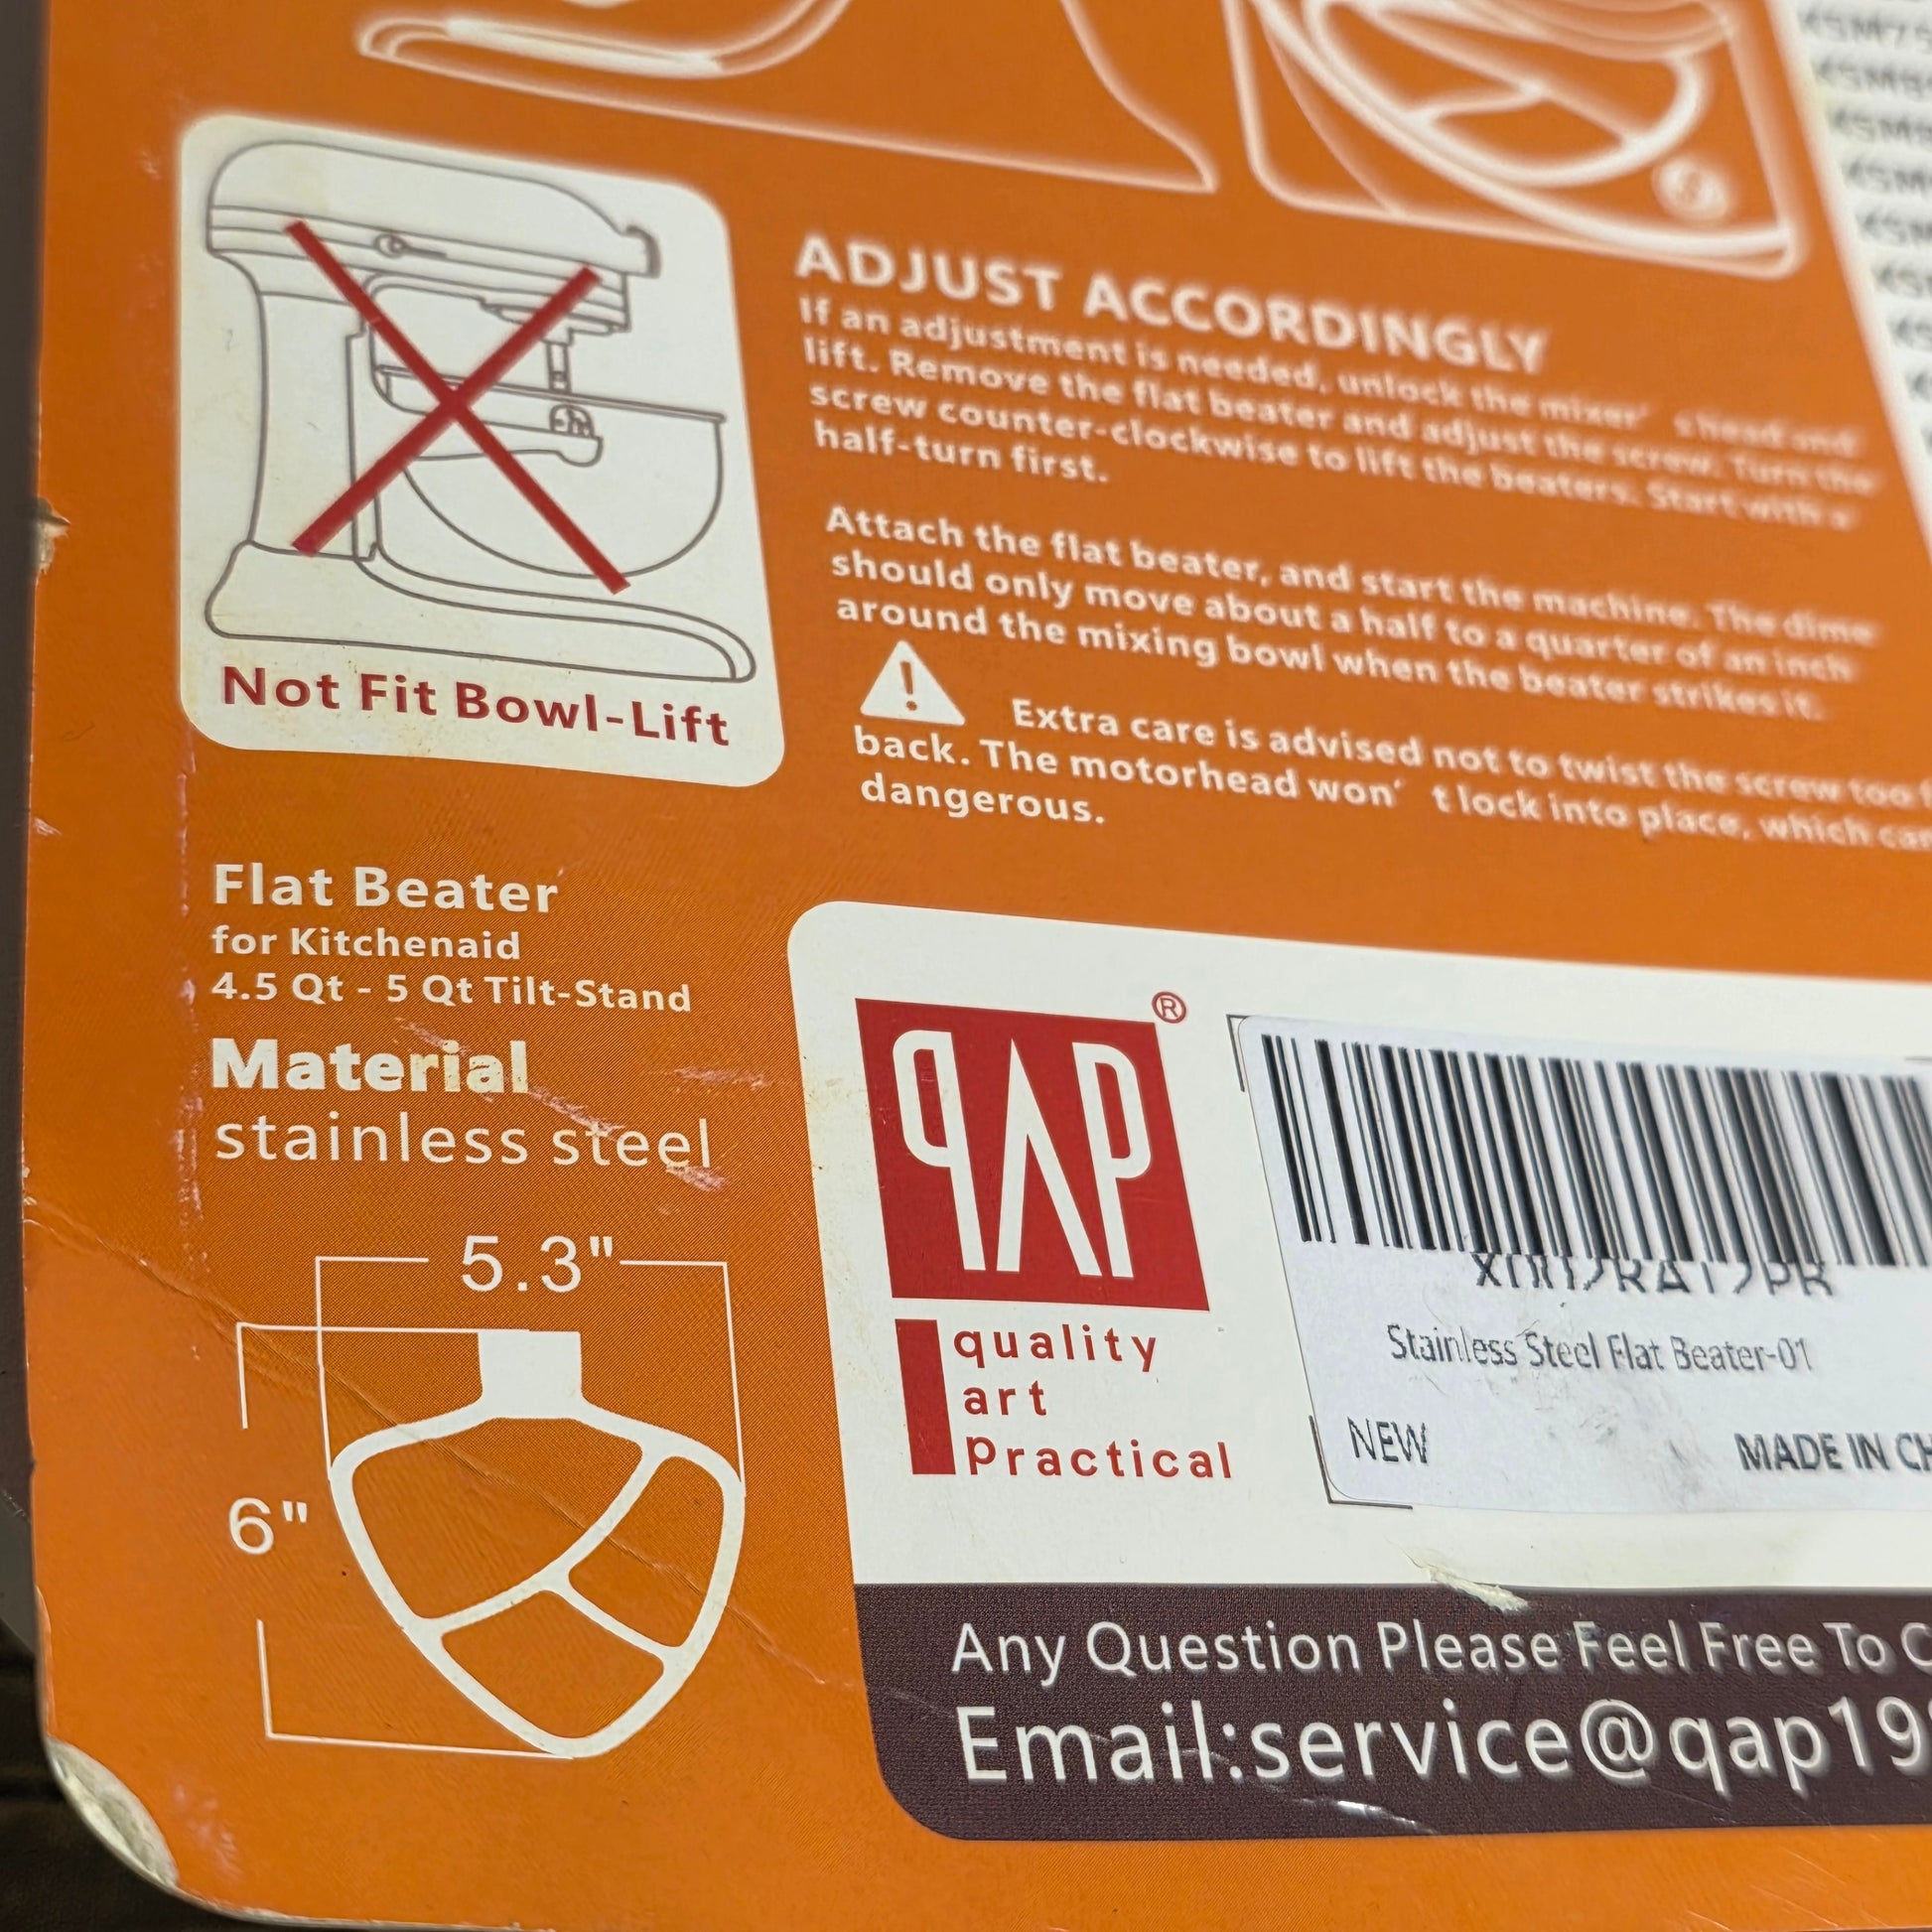 Not Fit Bowl-Lift
ADJUST ACCORDINGLY
If an adjustment is needed, unlock the mixer' s head and
lift. Remove the flat beater and adjust the screw. Turn the
screw counter-clockwise to lift the beaters. Start with a
half-turn first.
Attach the flat beater, and start the machine. The dime
should only move about a half to a quarter of an inch
around the mixing bowl when the beater strikes it.
Extra care is advised not to twist the screw too
back. The motorhead won' t lock into place, which can
dangerous.
Flat Beater
for Kitchenaid
4.5 Qt - 5 Qt Tilt-Stand
Material
stainless steel
5.3"
6"
qAP®
quality
art
practical
Stainless Steel Flat Beater-01
NEW
MADE IN CH
Any Question Please Feel Free To C
Email:service@qap19